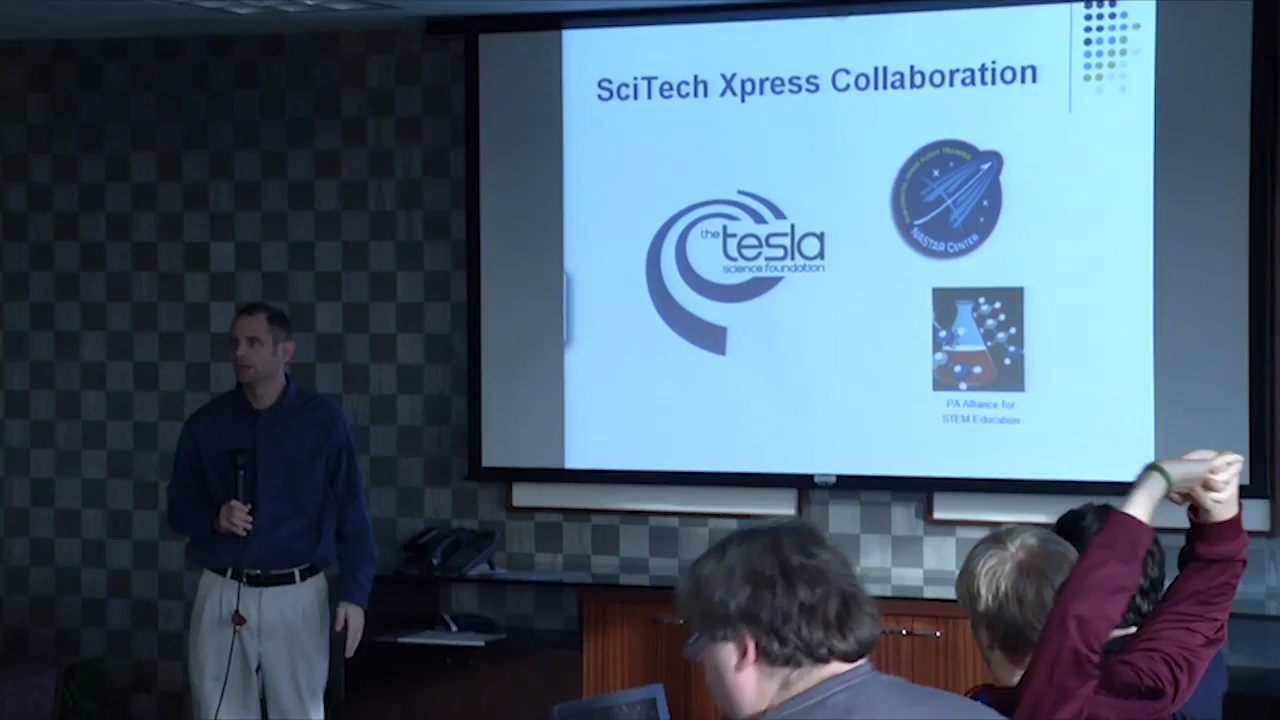 SciTech Xpress Collaboration
the tesla
science foundation
NASTAR CENTER
PA Alliance for
STEM Education